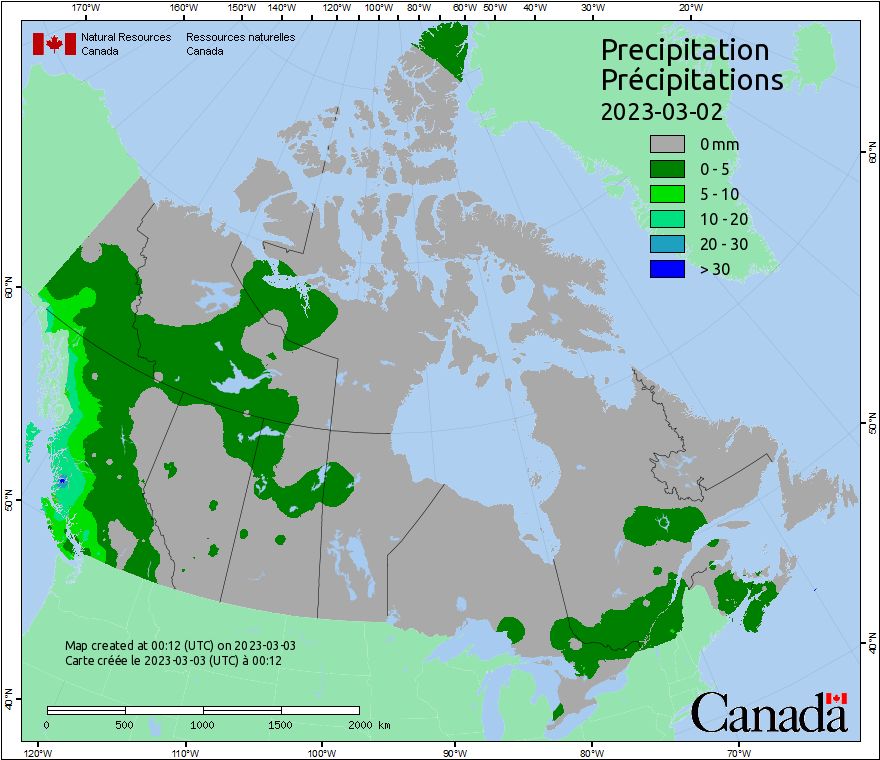 170°W 160°W 150°W 140°W 130°W 120°W 110°W 100°W 90°W 80°W 60°W 50°W 40°W 30°W 20°W
Natural Resources Canada
Ressources naturelles Canada
Precipitation
Précipitations
2023-03-02
0 mm
0 - 5
5 - 10
10 - 20
20 - 30
> 30
60°N
50°N
40°N
60°N
50°N
40°N
Map created at 00:12 (UTC) on 2023-03-03
Carte créée le 2023-03-03 (UTC) à 00:12
0 500 1000 1500 2000 km
Canada
120°W 110°W 100°W 90°W 80°W 70°W